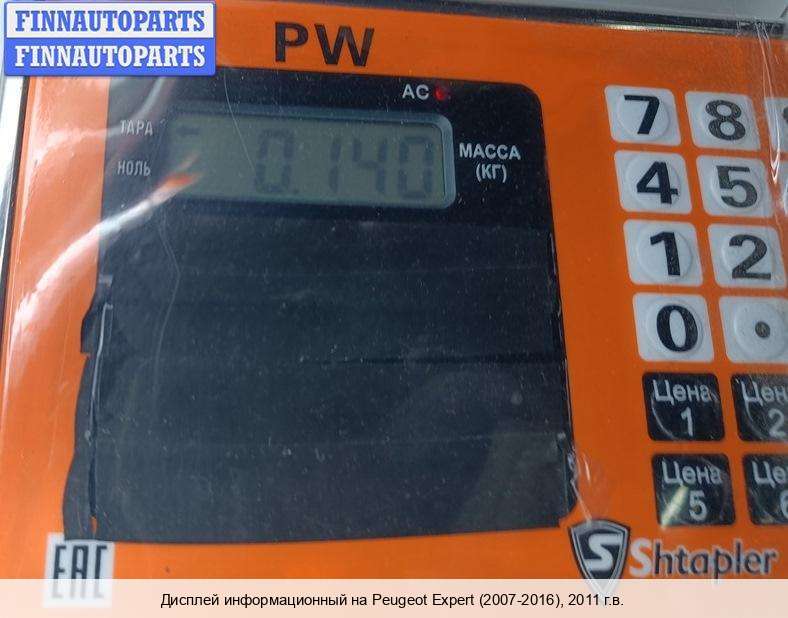 FINNAUTOPARTS
FINNAUTOPARTS
PW
AC
ТАРА
НОЛЬ
0.140
МАССА
(КГ)
7 8
4 5
1 2
0 .
Цена 1
Цена 5
EAC
S Shtapler
Дисплей информационный на Peugeot Expert (2007-2016), 2011 г.в.